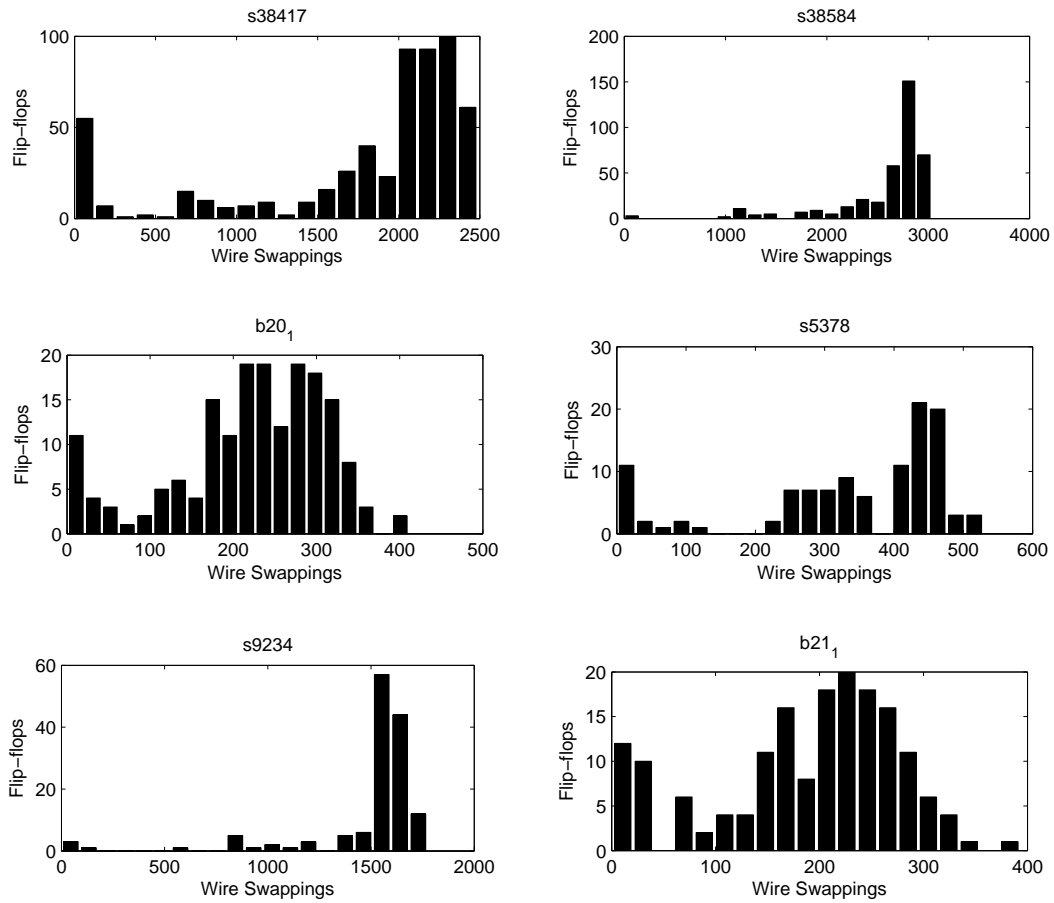 s38417
100
50
0
Flip-flops
0 500 1000 1500 2000 2500
Wire Swappings
s38584
200
150
100
50
0
Flip-flops
0 1000 2000 3000 4000
Wire Swappings
b20₁
20
15
10
5
0
Flip-flops
0 100 200 300 400 500
Wire Swappings
s5378
30
20
10
0
Flip-flops
0 100 200 300 400 500 600
Wire Swappings
s9234
60
40
20
0
Flip-flops
0 500 1000 1500 2000
Wire Swappings
b21₁
20
15
10
5
0
Flip-flops
0 100 200 300 400
Wire Swappings